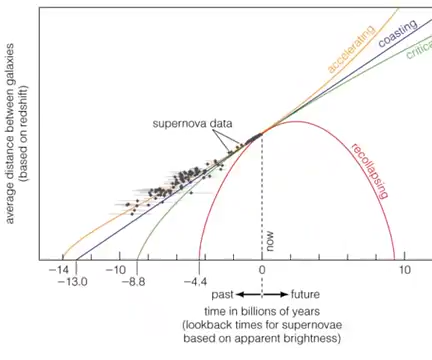 average distance between galaxies
(based on redshift)
accelerating
coasting
critical
supernova data
recollapsing
now
−14
−10
0
10
−13.0
−8.8
−4.4
past
future
time in billions of years
(lookback times for supernovae
based on apparent brightness)